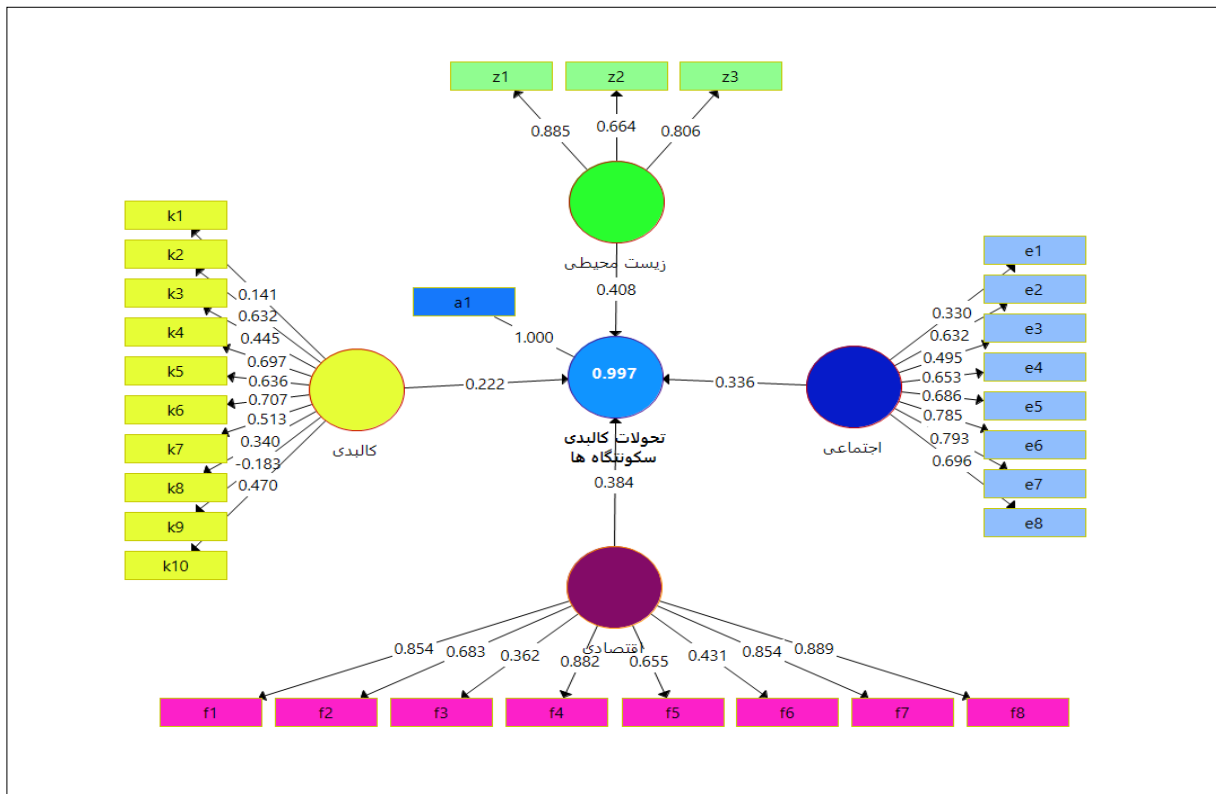 z1 z2 z3
0.885 0.664 0.806
زیست محیطی
0.408
a1
1.000
k1
k2
k3
k4
k5
k6
k7
k8
k9
k10
0.141
0.632
0.445
0.697
0.636
0.707
0.513
0.340
-0.183
0.470
کالبدی
0.222
0.997
تحولات کالبدی
سکونتگاه ها
0.336
اجتماعی
0.330
0.632
0.495
0.653
0.686
0.785
0.793
0.696
e1
e2
e3
e4
e5
e6
e7
e8
0.384
اقتصادی
0.854 0.683 0.362 0.882 0.655 0.431 0.854 0.889
f1 f2 f3 f4 f5 f6 f7 f8